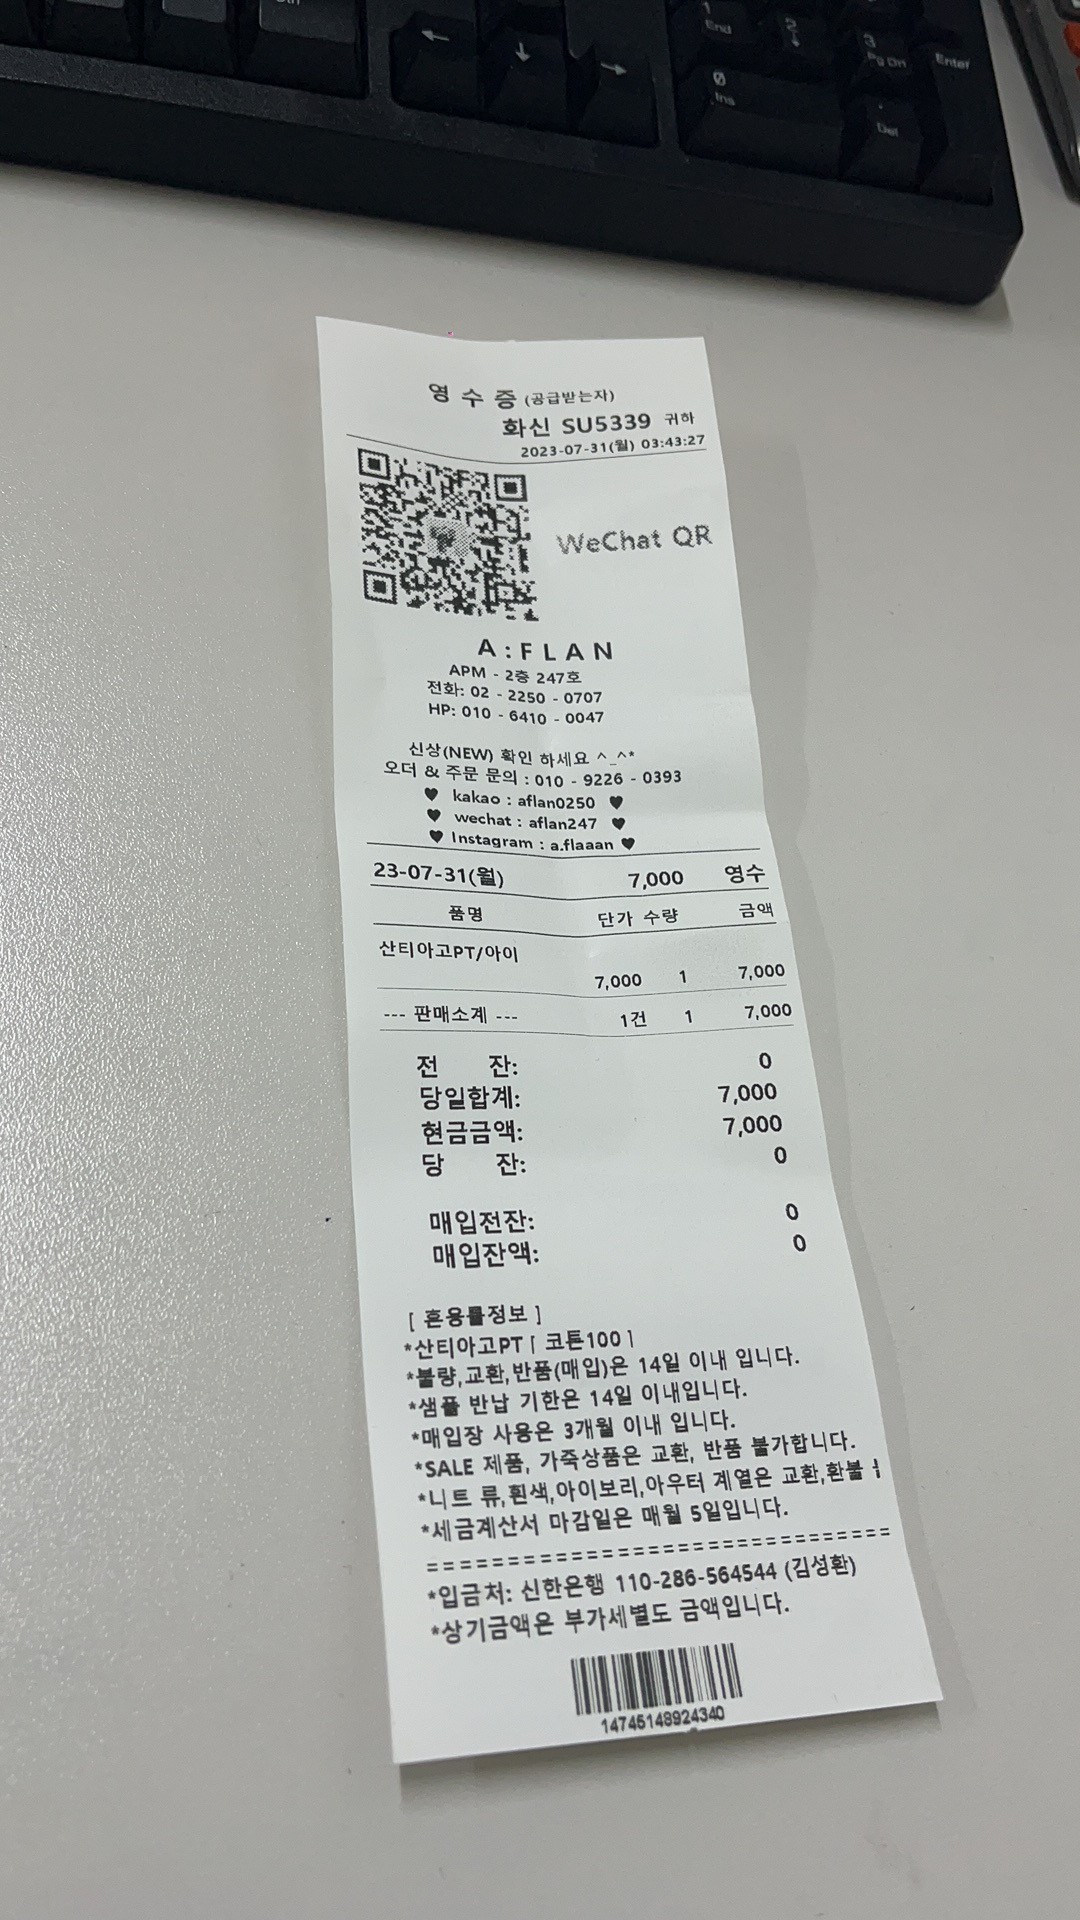 End
Pg Dn
Enter
0
Ins
Del
영 수 증 (공급받는자)
화신 SU5339 귀하
2023-07-31(월) 03:43:27
WeChat QR
A:FLAN
APM - 2층 247호
전화: 02 - 2250 - 0707
HP: 010 - 6410 - 0047
신상(NEW) 확인 하세요 ^_^*
오더 & 주문 문의 : 010 - 9226 - 0393
♥ kakao : aflan0250 ♥
♥ wechat : aflan247 ♥
♥ Instagram : a.flaaan ♥
23-07-31(월) 7,000 영수
품명 단가 수량 금액
산티아고PT/아이
7,000 1 7,000
--- 판매소계 --- 1건 1 7,000
전 잔: 0
당일합계: 7,000
현금금액: 7,000
당 잔: 0
매입전잔: 0
매입잔액: 0
[ 혼용률정보 ]
*산티아고PT [ 코튼100 ]
*불량,교환,반품(매입)은 14일 이내 입니다.
*샘플 반납 기한은 14일 이내입니다.
*매입장 사용은 3개월 이내 입니다.
*SALE 제품, 가죽상품은 교환, 반품 불가합니다.
*니트 류,흰색,아이보리,아우터 계열은 교환,환불
*세금계산서 마감일은 매월 5일입니다.
==============================
*입금처: 신한은행 110-286-564544 (김성환)
*상기금액은 부가세별도 금액입니다.
14745148924340